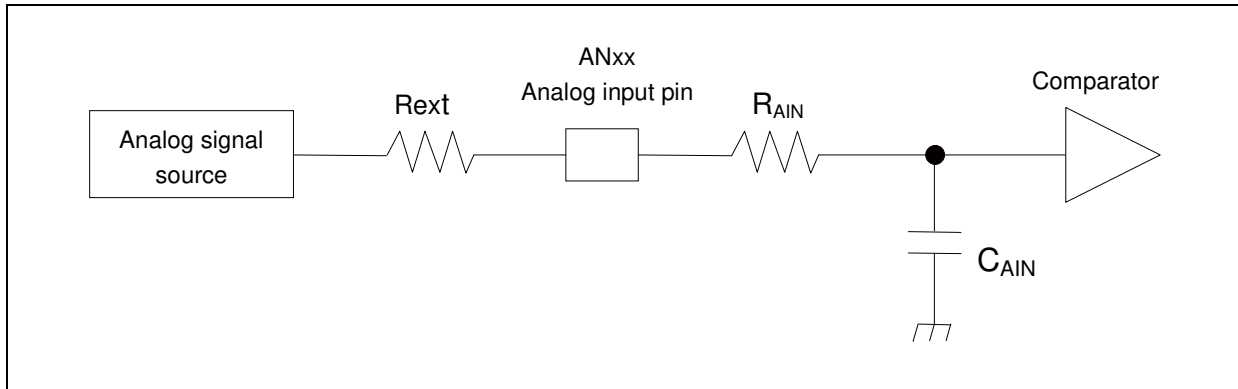 ANxx
Analog input pin
Comparator
Rext
RAIN
Analog signal
source
CAIN